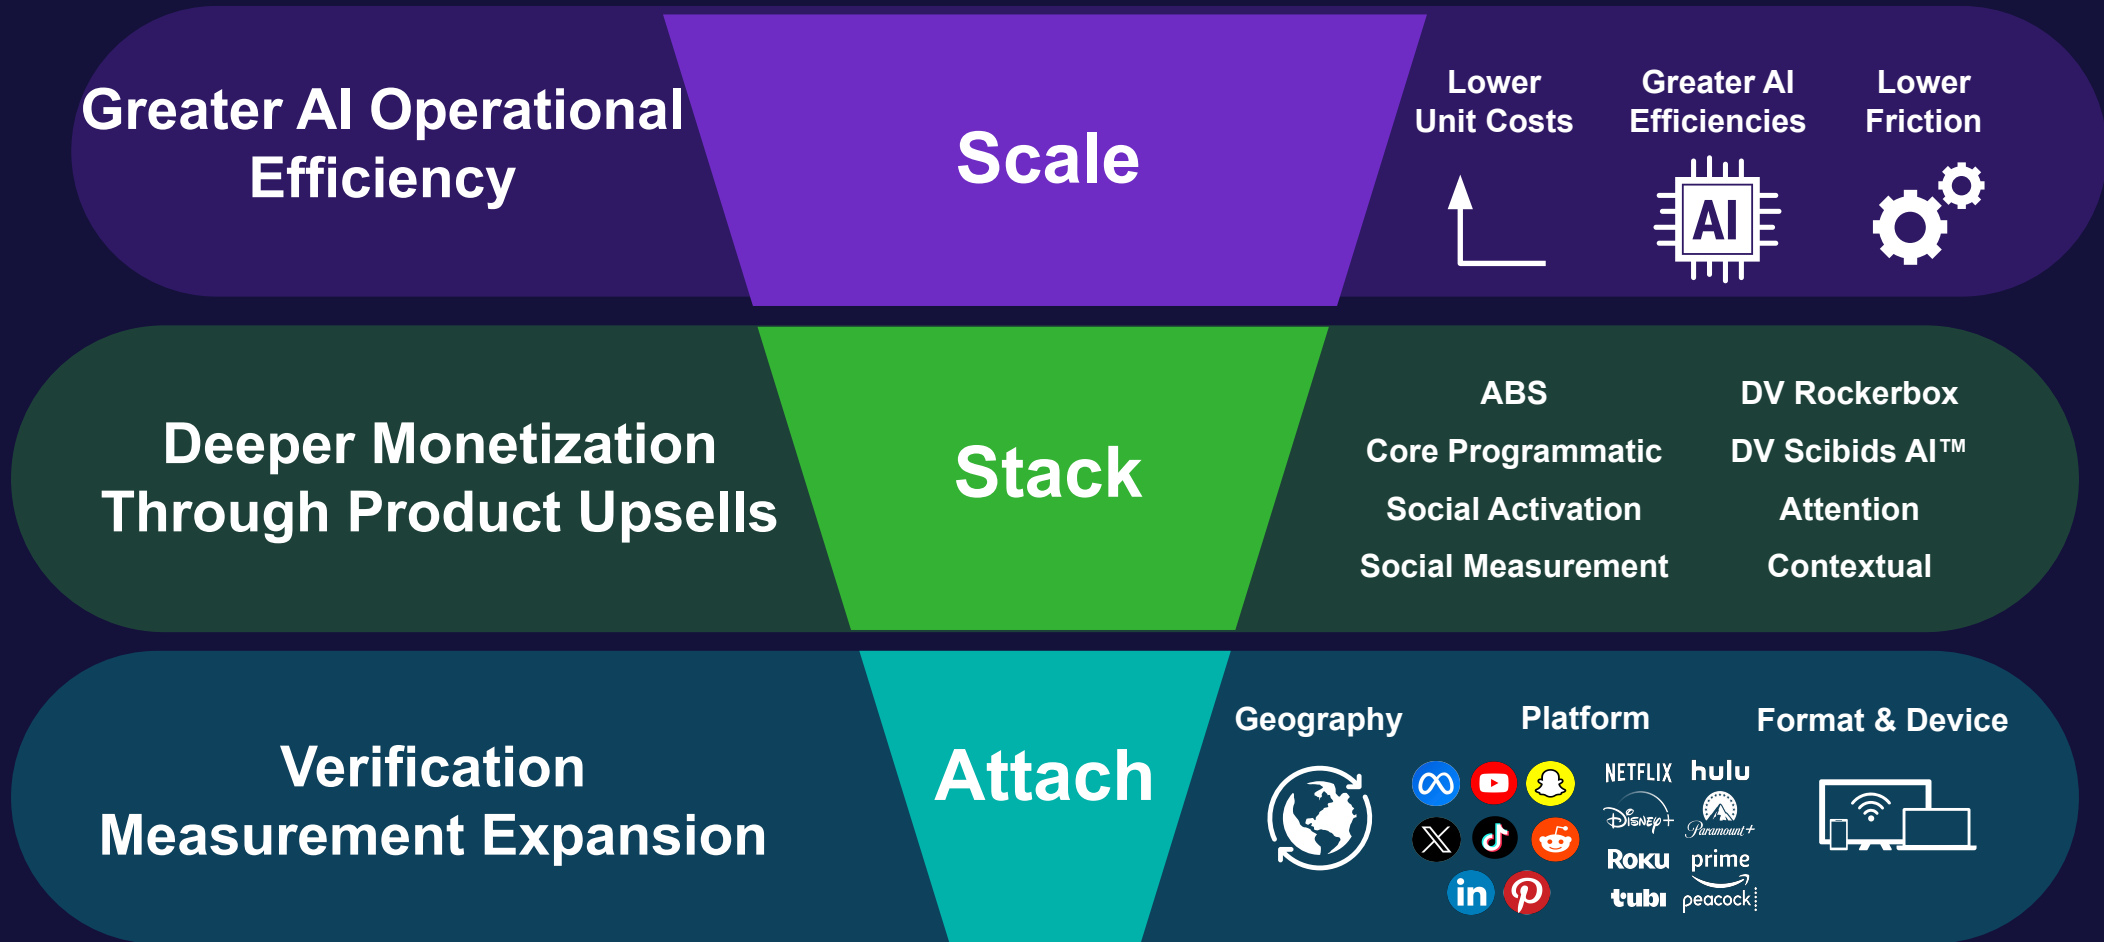 Greater AI Operational
Efficiency
Scale
Lower
Unit Costs
Greater AI
Efficiencies
AI
Lower
Friction
Deeper Monetization
Through Product Upsells
Stack
ABS
Core Programmatic
Social Activation
Social Measurement
DV Rockerbox
DV Scibids AI™
Attention
Contextual
Verification
Measurement Expansion
Attach
Geography
Platform
in
NETFLIX
hulu
Disney+
Paramount+
ROKU
prime
tubi
peacock
Format & Device